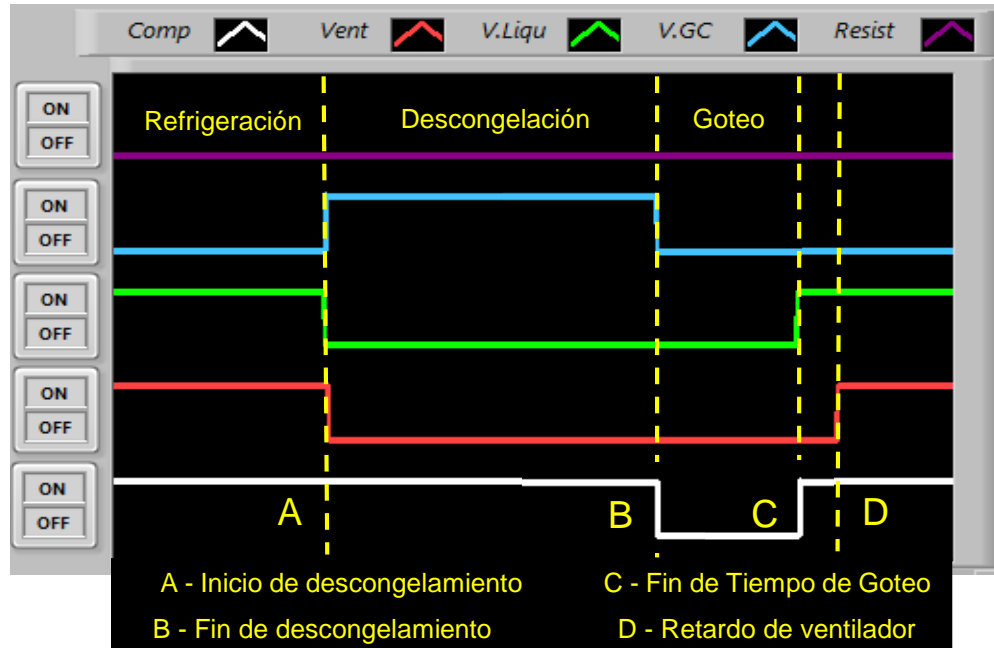 Comp Vent V.Liqu V.GC Resist
ON
OFF
Refrigeración Descongelación Goteo
ON
OFF
ON
OFF
ON
OFF
ON
OFF
A B C D
A - Inicio de descongelamiento C - Fin de Tiempo de Goteo
B - Fin de descongelamiento D - Retardo de ventilador